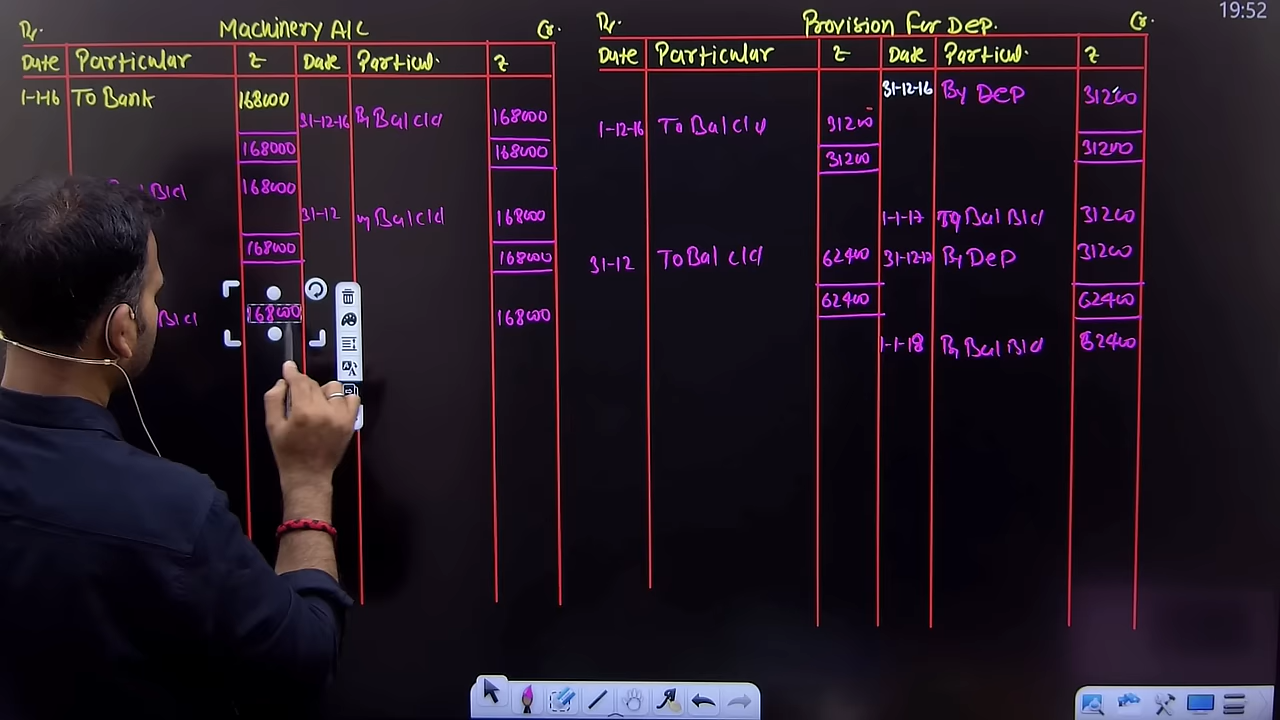 19:52
Dr. Machinery A/C Cr.
Date Particular ₹ Date Particul. ₹
1-1-16 To Bank 168000
31-12-16 By Bal c/d 168000
168000 168000
Bal B/d 168000
31-12 By Bal c/d 168000
168000 168000
B/d 168000 168000
Dr. Provision for Dep. Cr.
Date Particular ₹ Date Particular ₹
31-12-16 By Dep 31200
1-12-16 To Bal c/d 31200
31200 31200
1-1-17 Bal B/d 31200
31-12 To Bal c/d 62400 31-12-17 By Dep 31200
62400 62400
1-1-18 By Bal B/d 62400